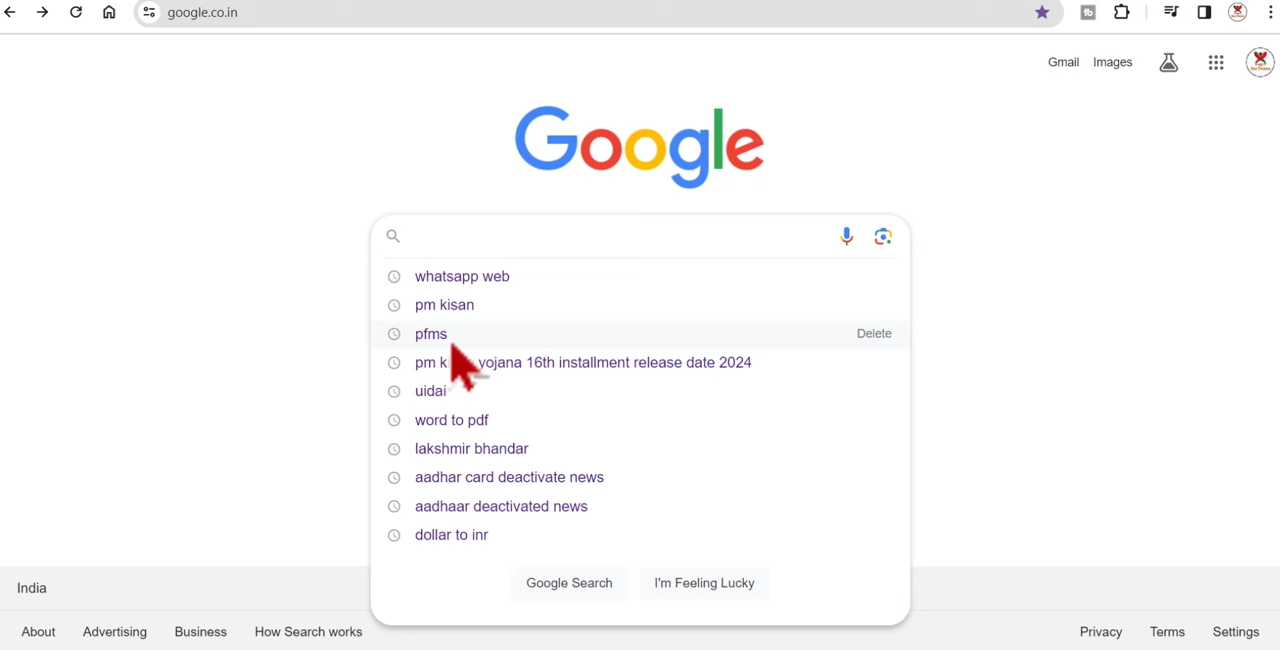 google.co.in
Gmail Images
Google
whatsapp web
pm kisan
pfms
Delete
pm k yojana 16th installment release date 2024
uidai
word to pdf
lakshmir bhandar
aadhar card deactivate news
aadhaar deactivated news
dollar to inr
Google Search I'm Feeling Lucky
India
About Advertising Business How Search works Privacy Terms Settings